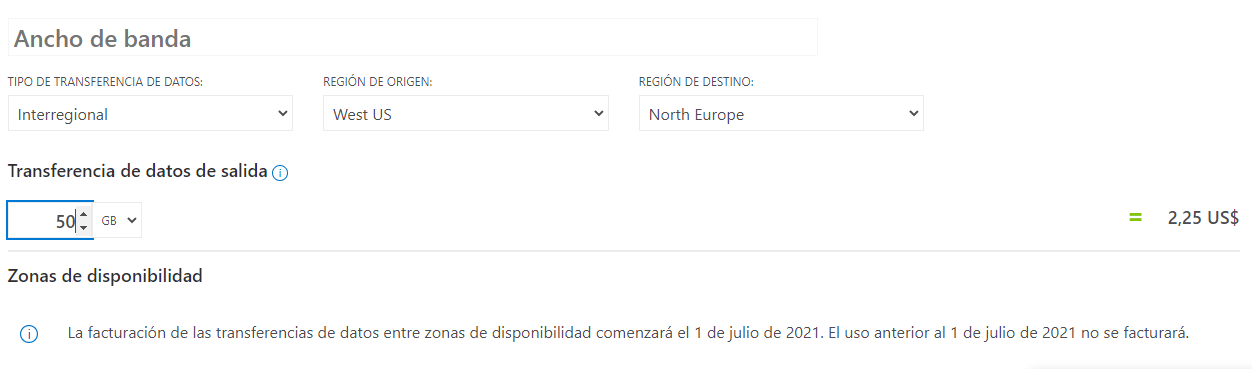 Ancho de banda
TIPO DE TRANSFERENCIA DE DATOS: REGIÓN DE ORIGEN: REGIÓN DE DESTINO:
Interregional West US North Europe
Transferencia de datos de salida
50 GB = 2,25 US$
Zonas de disponibilidad
La facturación de las transferencias de datos entre zonas de disponibilidad comenzará el 1 de julio de 2021. El uso anterior al 1 de julio de 2021 no se facturará.